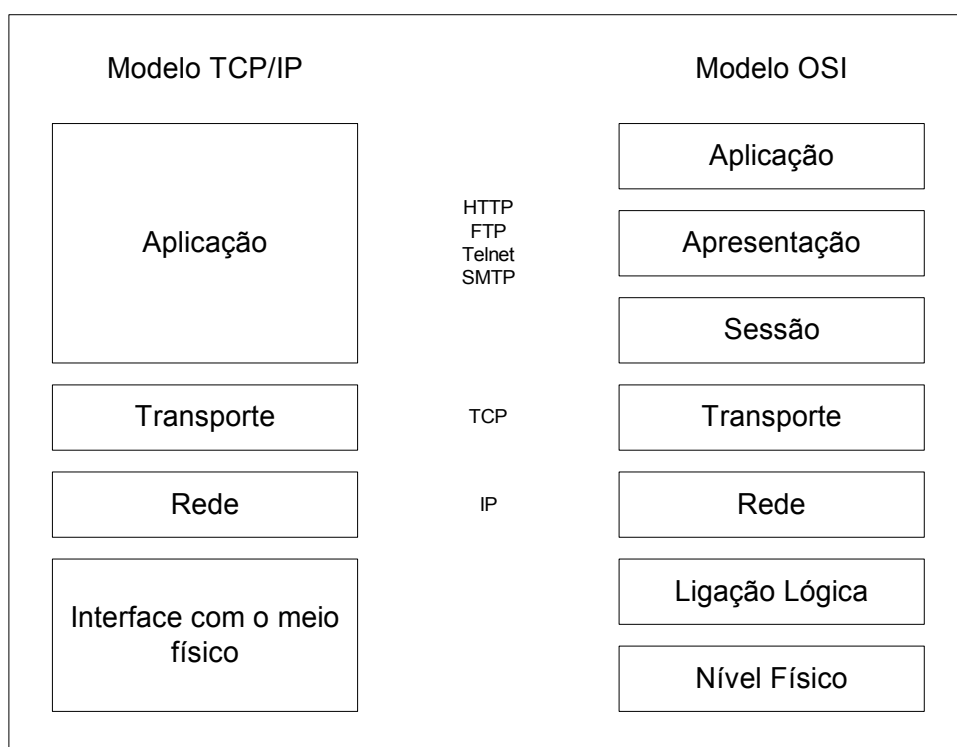 Modelo TCP/IP
Modelo OSI
Aplicação
HTTP
FTP
Telnet
SMTP
Aplicação
Apresentação
Sessão
Transporte
TCP
Transporte
Rede
IP
Rede
Interface com o meio
físico
Ligação Lógica
Nível Físico